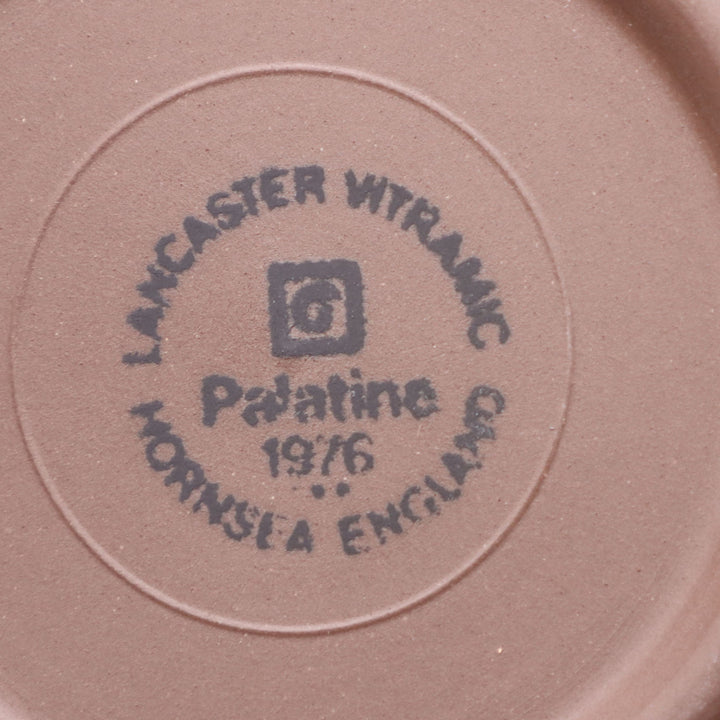 LANCASTER VITRAMIC
Palatine
1976
HORNSEA ENGLAND